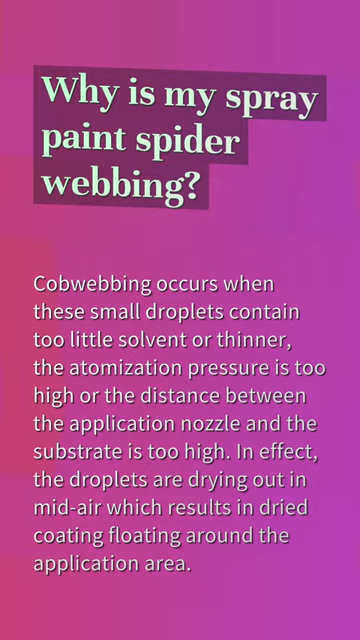 Why is my spray
paint spider
webbing?
Cobwebbing occurs when
these small droplets contain
too little solvent or thinner,
the atomization pressure is too
high or the distance between
the application nozzle and the
substrate is too high. In effect,
the droplets are drying out in
mid-air which results in dried
coating floating around the
application area.